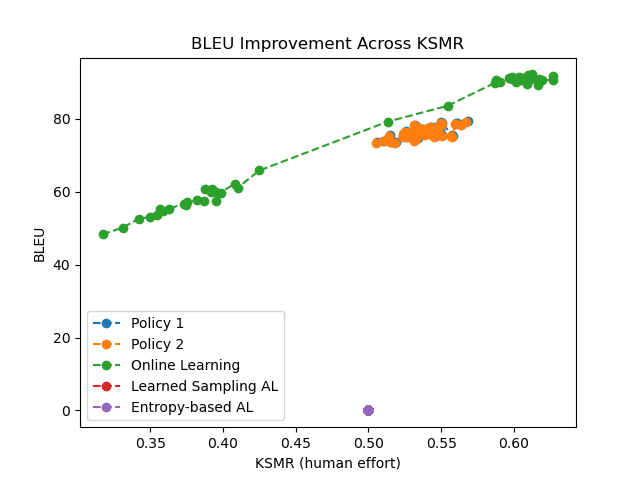 BLEU Improvement Across KSMR
BLEU
80
60
40
20
0
Policy 1
Policy 2
Online Learning
Learned Sampling AL
Entropy-based AL
0.35 0.40 0.45 0.50 0.55 0.60
KSMR (human effort)